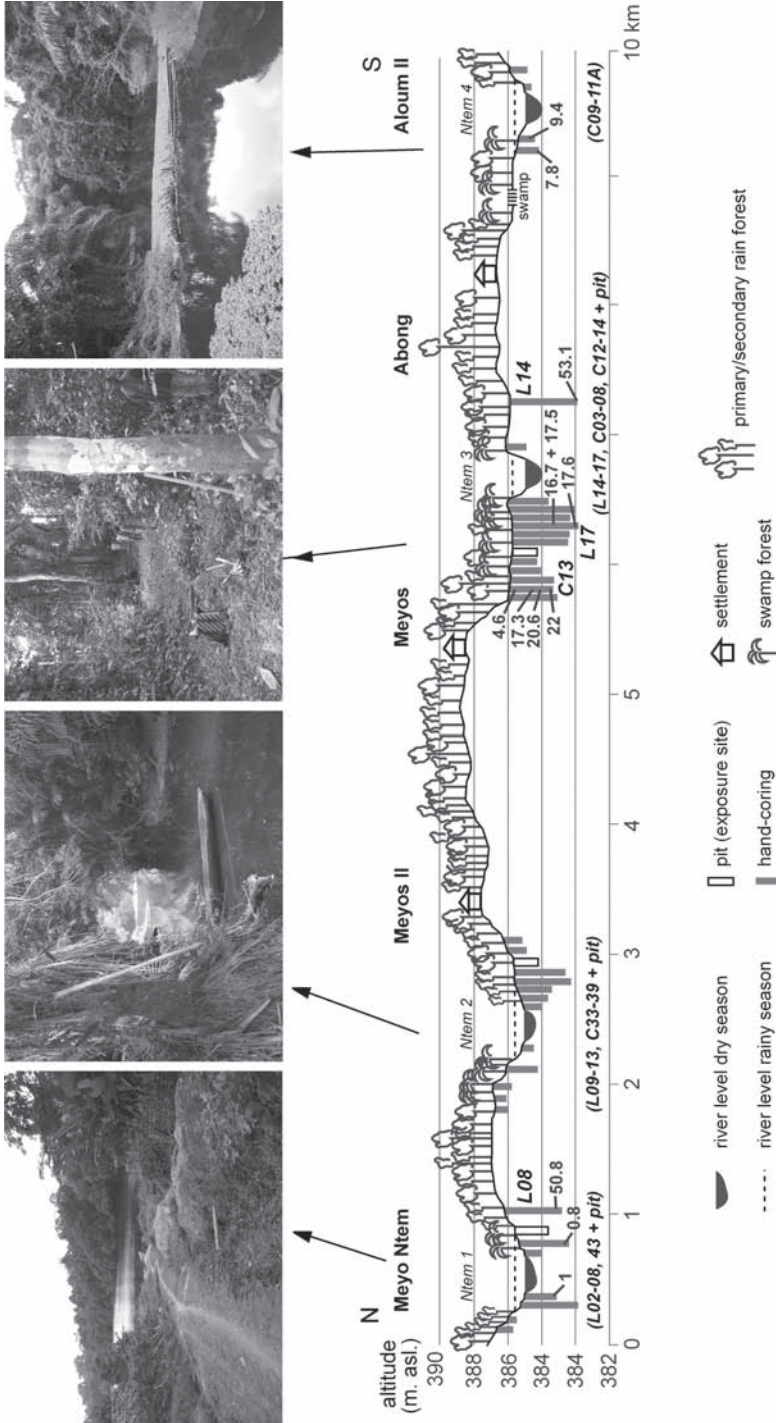 N
S
Meyo Ntem
Meyos II
Meyos
Abong
Aloum II
altitude
(m. asl.)
390
388
386
384
382
Ntem 1
Ntem 2
Ntem 3
Ntem 4
swamp
1
0.8
50.8
L08
4.6
17.3
20.6
22
C13
L17
16.7 + 17.5
17.6
L14
53.1
7.8
9.4
(L02-08, 43 + pit)
(L09-13, C33-39 + pit)
(L14-17, C03-08, C12-14 + pit)
(C09-11A)
0
1
2
3
4
5
10 km
river level dry season
pit (exposure site)
settlement
primary/secondary rain forest
river level rainy season
hand-coring
swamp forest